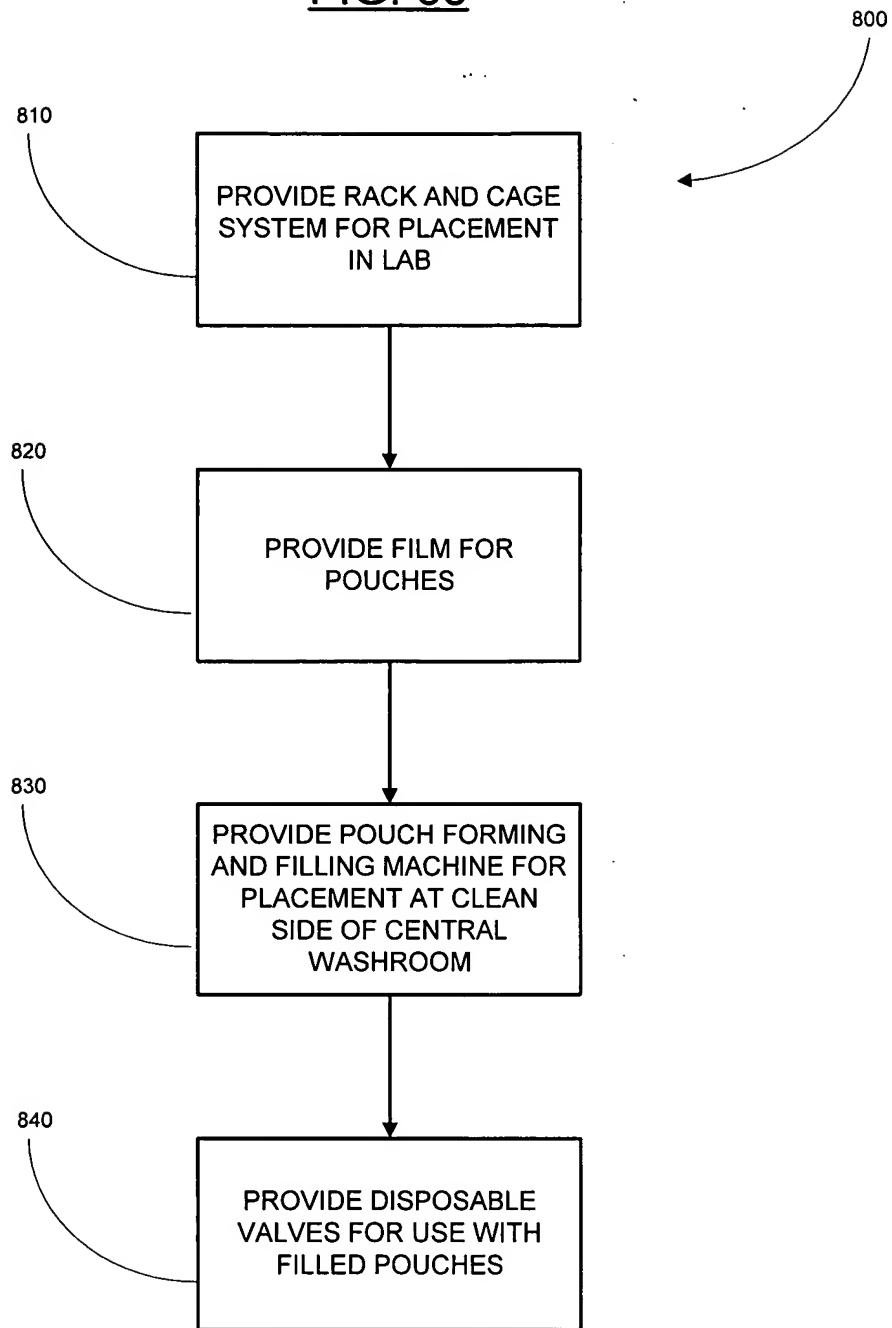 800
810
PROVIDE RACK AND CAGE
SYSTEM FOR PLACEMENT
IN LAB
820
PROVIDE FILM FOR
POUCHES
830
PROVIDE POUCH FORMING
AND FILLING MACHINE FOR
PLACEMENT AT CLEAN
SIDE OF CENTRAL
WASHROOM
840
PROVIDE DISPOSABLE
VALVES FOR USE WITH
FILLED POUCHES